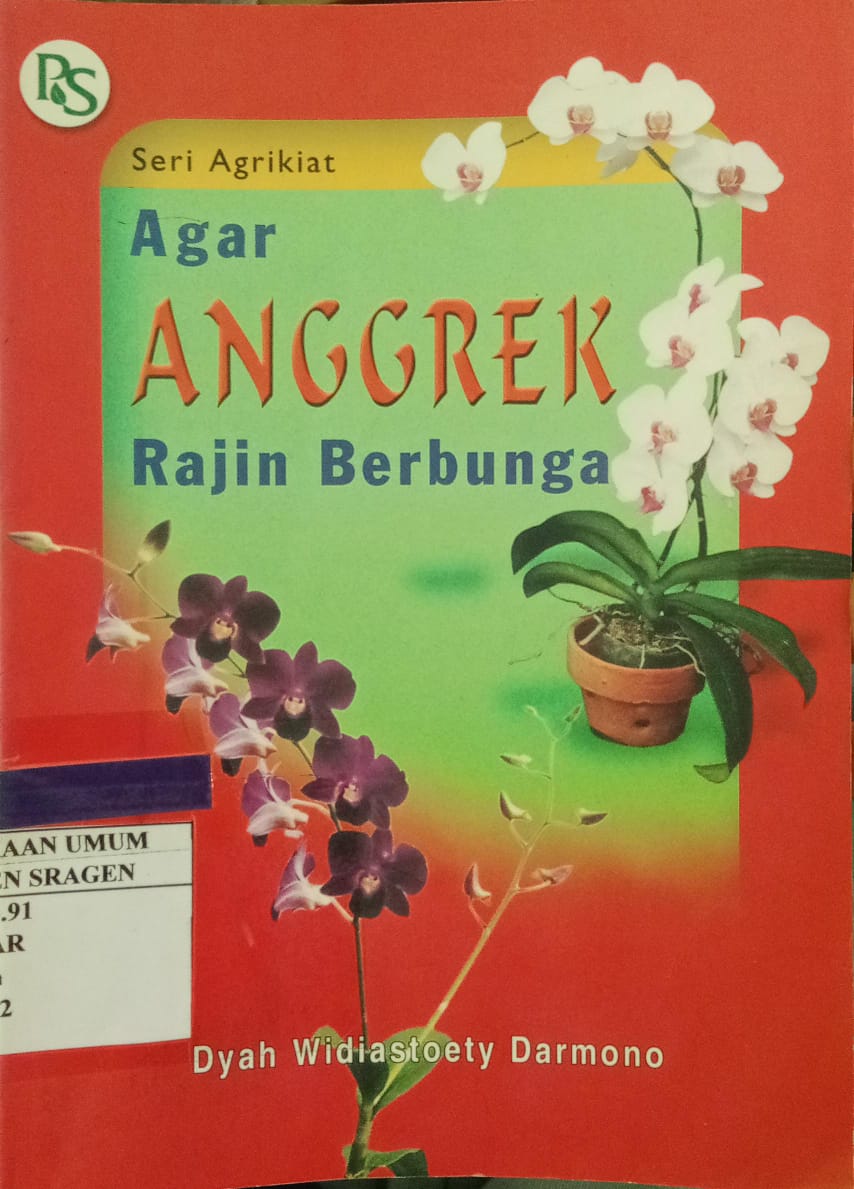 PS
Seri Agrikiat
Agar
ANGGREK
Rajin Berbunga
AAN UMUM
EN SRAGEN
.91
AR
2
Dyah Widiastoety Darmono